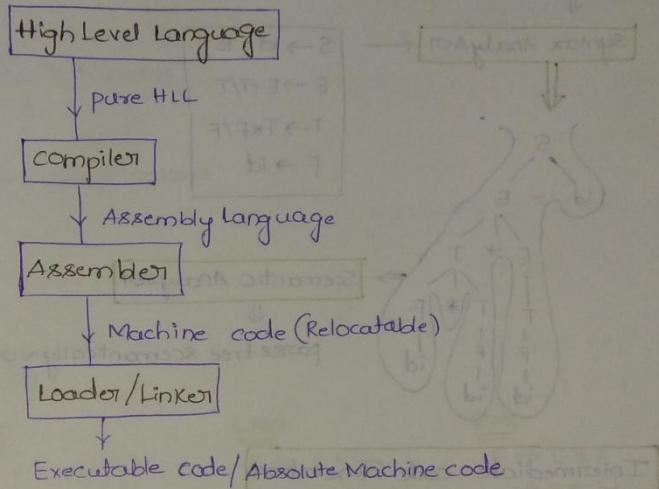 High Level Language
pure HLL
compiler
Assembly Language
Assembler
Machine code (Relocatable)
Loader/Linker
Executable code/Absolute Machine code